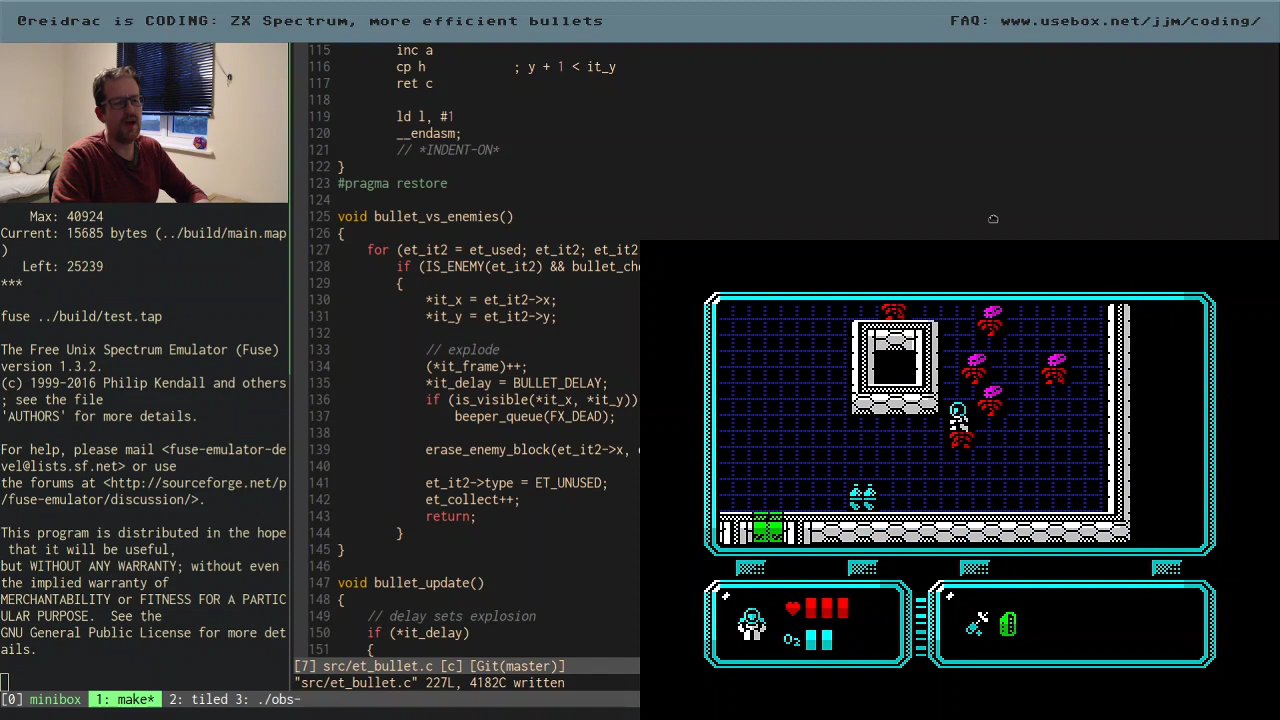 @reidrac is CODING: ZX Spectrum, more efficient bullets
FAQ: www.usebox.net/jjm/coding/
Max: 40924
Current: 15685 bytes (../build/main.map
)
Left: 25239
***
fuse ../build/test.tap
The Free Unix Spectrum Emulator (Fuse)
version 1.3.2.
(c) 1999-2016 Philip Kendall and others
; see the file
'AUTHORS' for more details.
For help, please mail <fuse-emulator-de
vel@lists.sf.net> or use
the forums at <http://sourceforge.net/p
/fuse-emulator/discussion/>.
This program is distributed in the hope
that it will be useful,
but WITHOUT ANY WARRANTY; without even
the implied warranty of
MERCHANTABILITY or FITNESS FOR A PARTIC
ULAR PURPOSE.  See the
GNU General Public License for more det
ails.
115 inc a
116 cp h ; y + 1 < it_y
117 ret c
118
119 ld l, #1
120 __endasm;
121 // *INDENT-ON*
122 }
123 #pragma restore
124
125 void bullet_vs_enemies()
126 {
127 for (et_it2 = et_used; et_it2; et_it2
128 if (IS_ENEMY(et_it2) && bullet_che
129 {
130 *it_x = et_it2->x;
131 *it_y = et_it2->y;
132
133 // explode
134 (*it_frame)++;
135 *it_delay = BULLET_DELAY;
136 if (is_visible(*it_x, *it_y))
137 beeper_queue(FX_DEAD);
138
139 erase_enemy_block(et_it2->x,
140
141 et_it2->type = ET_UNUSED;
142 et_collect++;
143 return;
144 }
145 }
146
147 void bullet_update()
148 {
149 // delay sets explosion
150 if (*it_delay)
151 {
[7] src/et_bullet.c [c] [Git(master)]
"src/et_bullet.c" 227L, 4182C written
[0] minibox 1: make* 2: tiled 3: ./obs-
O2